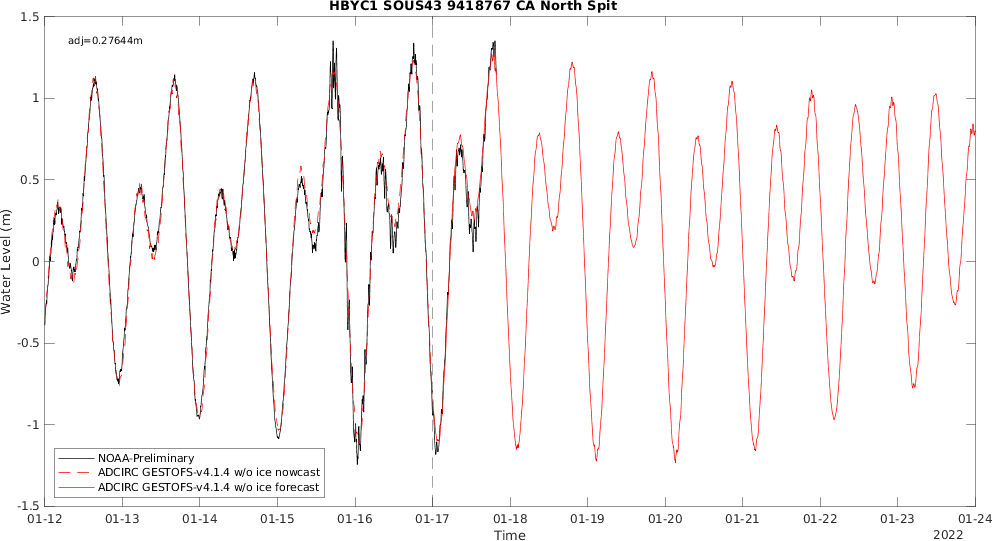 HBYC1 SOUS43 9418767 CA North Spit
adj=0.27644m
Water Level (m)
1.5
1
0.5
0
-0.5
-1
-1.5
NOAA-Preliminary
ADCIRC GESTOFS-v4.1.4 w/o ice nowcast
ADCIRC GESTOFS-v4.1.4 w/o ice forecast
01-12 01-13 01-14 01-15 01-16 01-17 01-18 01-19 01-20 01-21 01-22 01-23 01-24
Time
2022